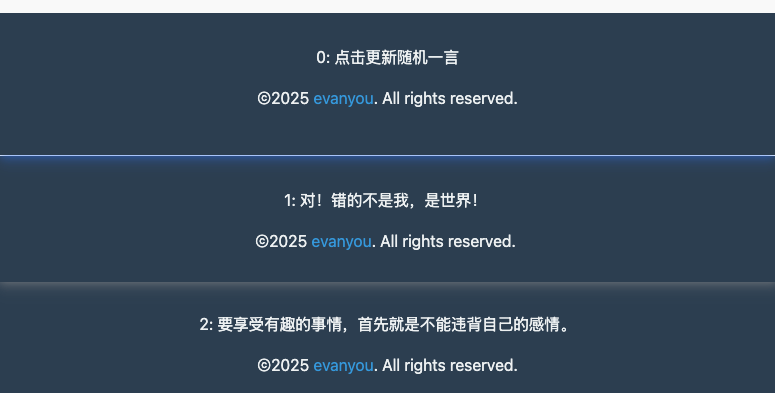 0: 点击更新随机一言
©2025 evanyou. All rights reserved.
1: 对！错的不是我，是世界！
©2025 evanyou. All rights reserved.
2: 要享受有趣的事情，首先就是不能违背自己的感情。
©2025 evanyou. All rights reserved.